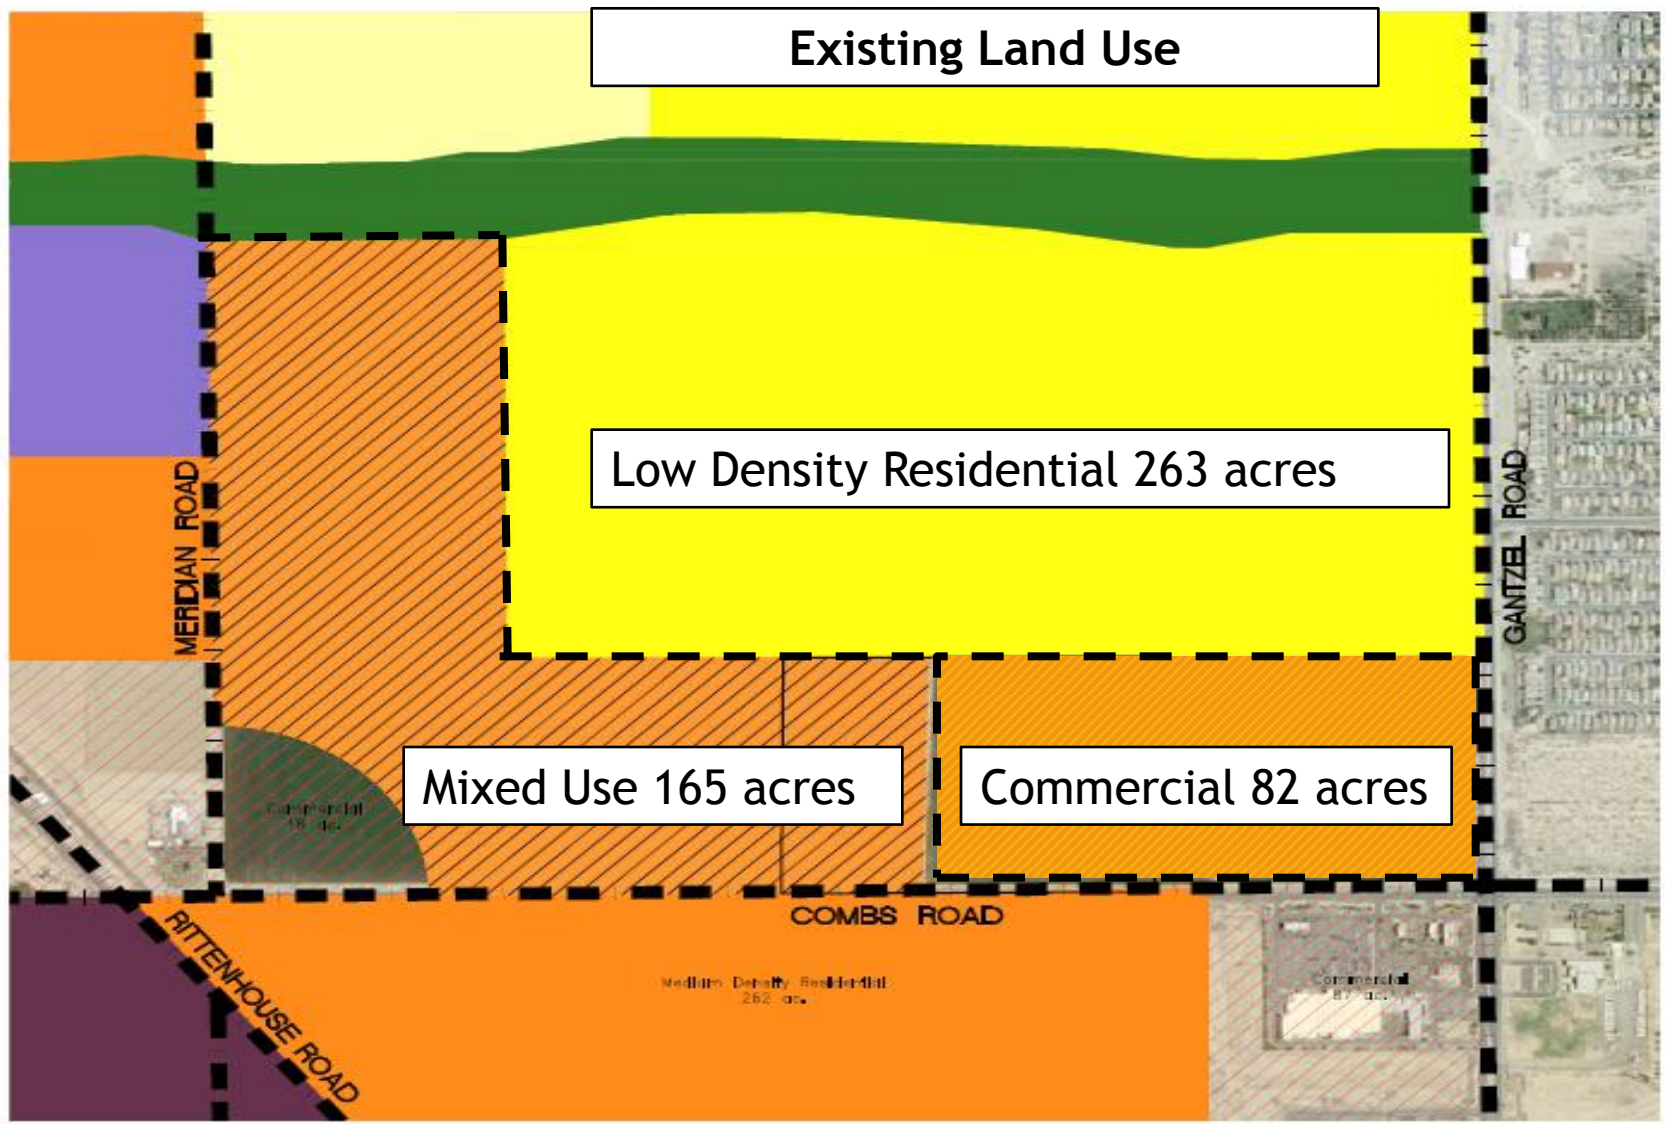 Existing Land Use
MERIDIAN ROAD
Low Density Residential 263 acres
GANTZEL ROAD
Mixed Use 165 acres
Commercial 82 acres
Commercial
COMBS ROAD
RITTENHOUSE ROAD
Medium Density Residential
262 ac.
Commercial